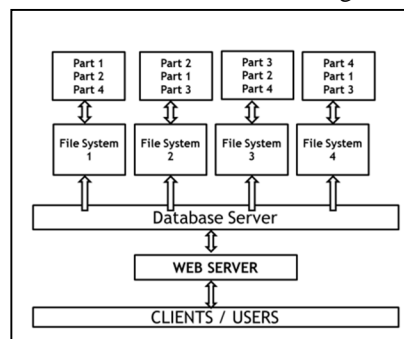 Part 1
Part 2
Part 4
Part 2
Part 1
Part 3
Part 3
Part 2
Part 4
Part 4
Part 1
Part 3
File System
1
File System
2
File System
3
File System
4
Database Server
WEB SERVER
CLIENTS / USERS